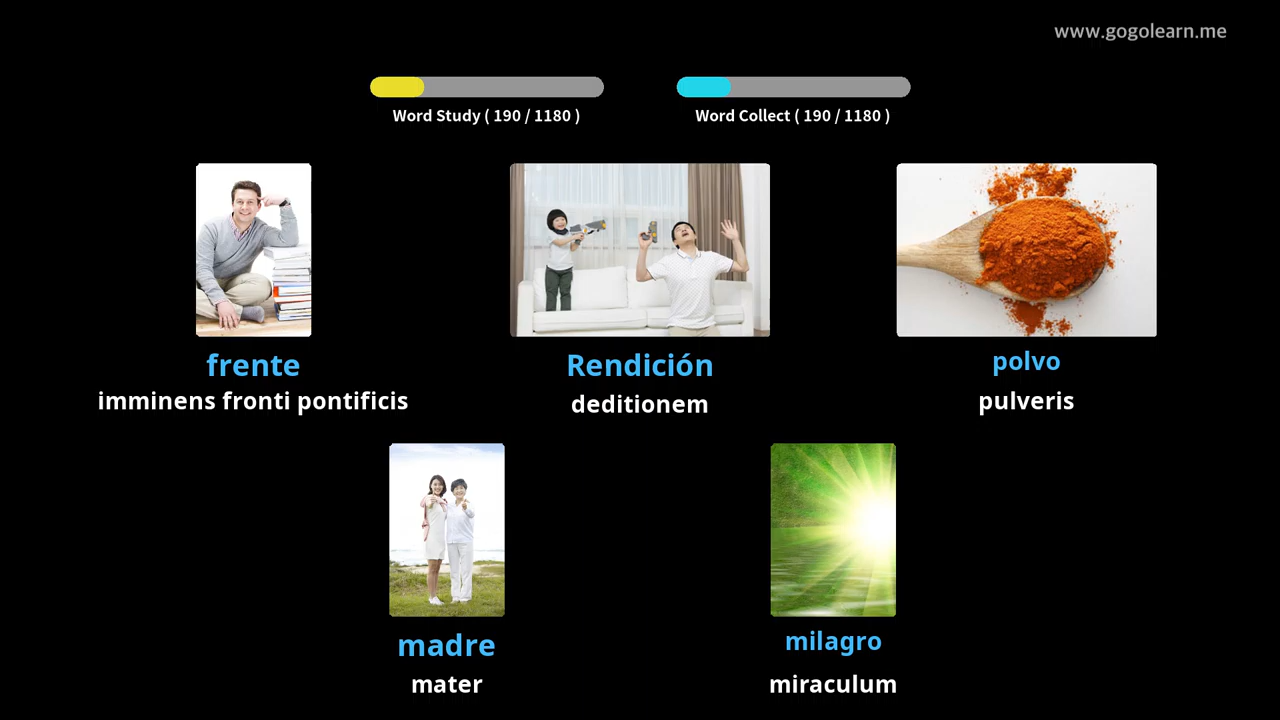 www.gogolearn.me
Word Study ( 190 / 1180 )
Word Collect ( 190 / 1180 )
frente
imminens fronti pontificis
Rendición
deditionem
polvo
pulveris
madre
mater
milagro
miraculum